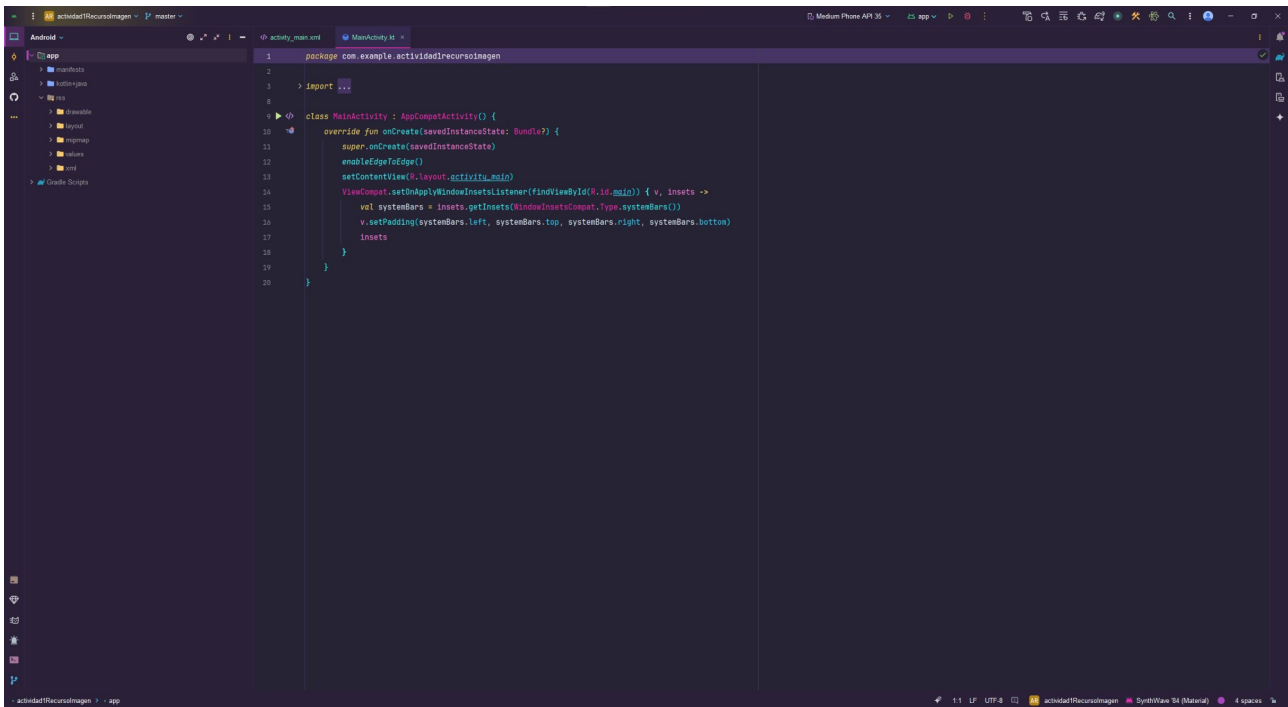 AR actividad1RecursoImagen master
Medium Phone API 35 app
Android
activity_main.xml MainActivity.kt
app
manifests
kotlin+java
res
drawable
layout
mipmap
values
xml
Gradle Scripts
1 package com.example.actividad1recursoimagen
2
3 import ...
8
9 class MainActivity : AppCompatActivity() {
10 override fun onCreate(savedInstanceState: Bundle?) {
11 super.onCreate(savedInstanceState)
12 enableEdgeToEdge()
13 setContentView(R.layout.activity_main)
14 ViewCompat.setOnApplyWindowInsetsListener(findViewById(R.id.main)) { v, insets ->
15 val systemBars = insets.getInsets(WindowInsetsCompat.Type.systemBars())
16 v.setPadding(systemBars.left, systemBars.top, systemBars.right, systemBars.bottom)
17 insets
18 }
19 }
20 }
actividad1RecursoImagen > app
1:1 LF UTF-8 AR actividad1RecursoImagen SynthWave '84 (Material) 4 spaces